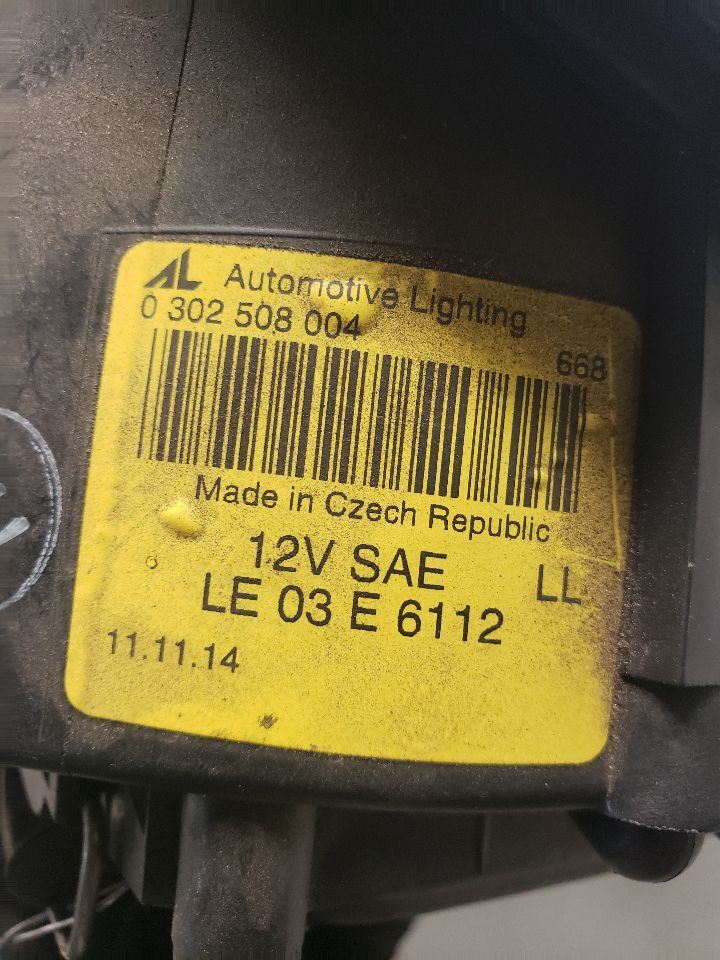 AL Automotive Lighting
0 302 508 004
668
Made in Czech Republic
12V SAE
LL
LE 03 E 6112
11.11.14